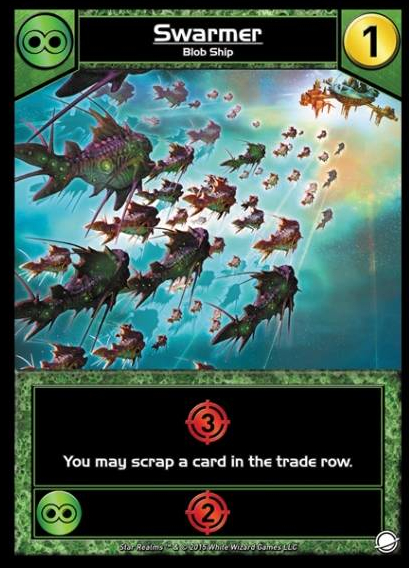 Swarmer
Blob Ship
1
3
You may scrap a card in the trade row.
2
Star Realms™ & © 2015 White Wizard Games LLC